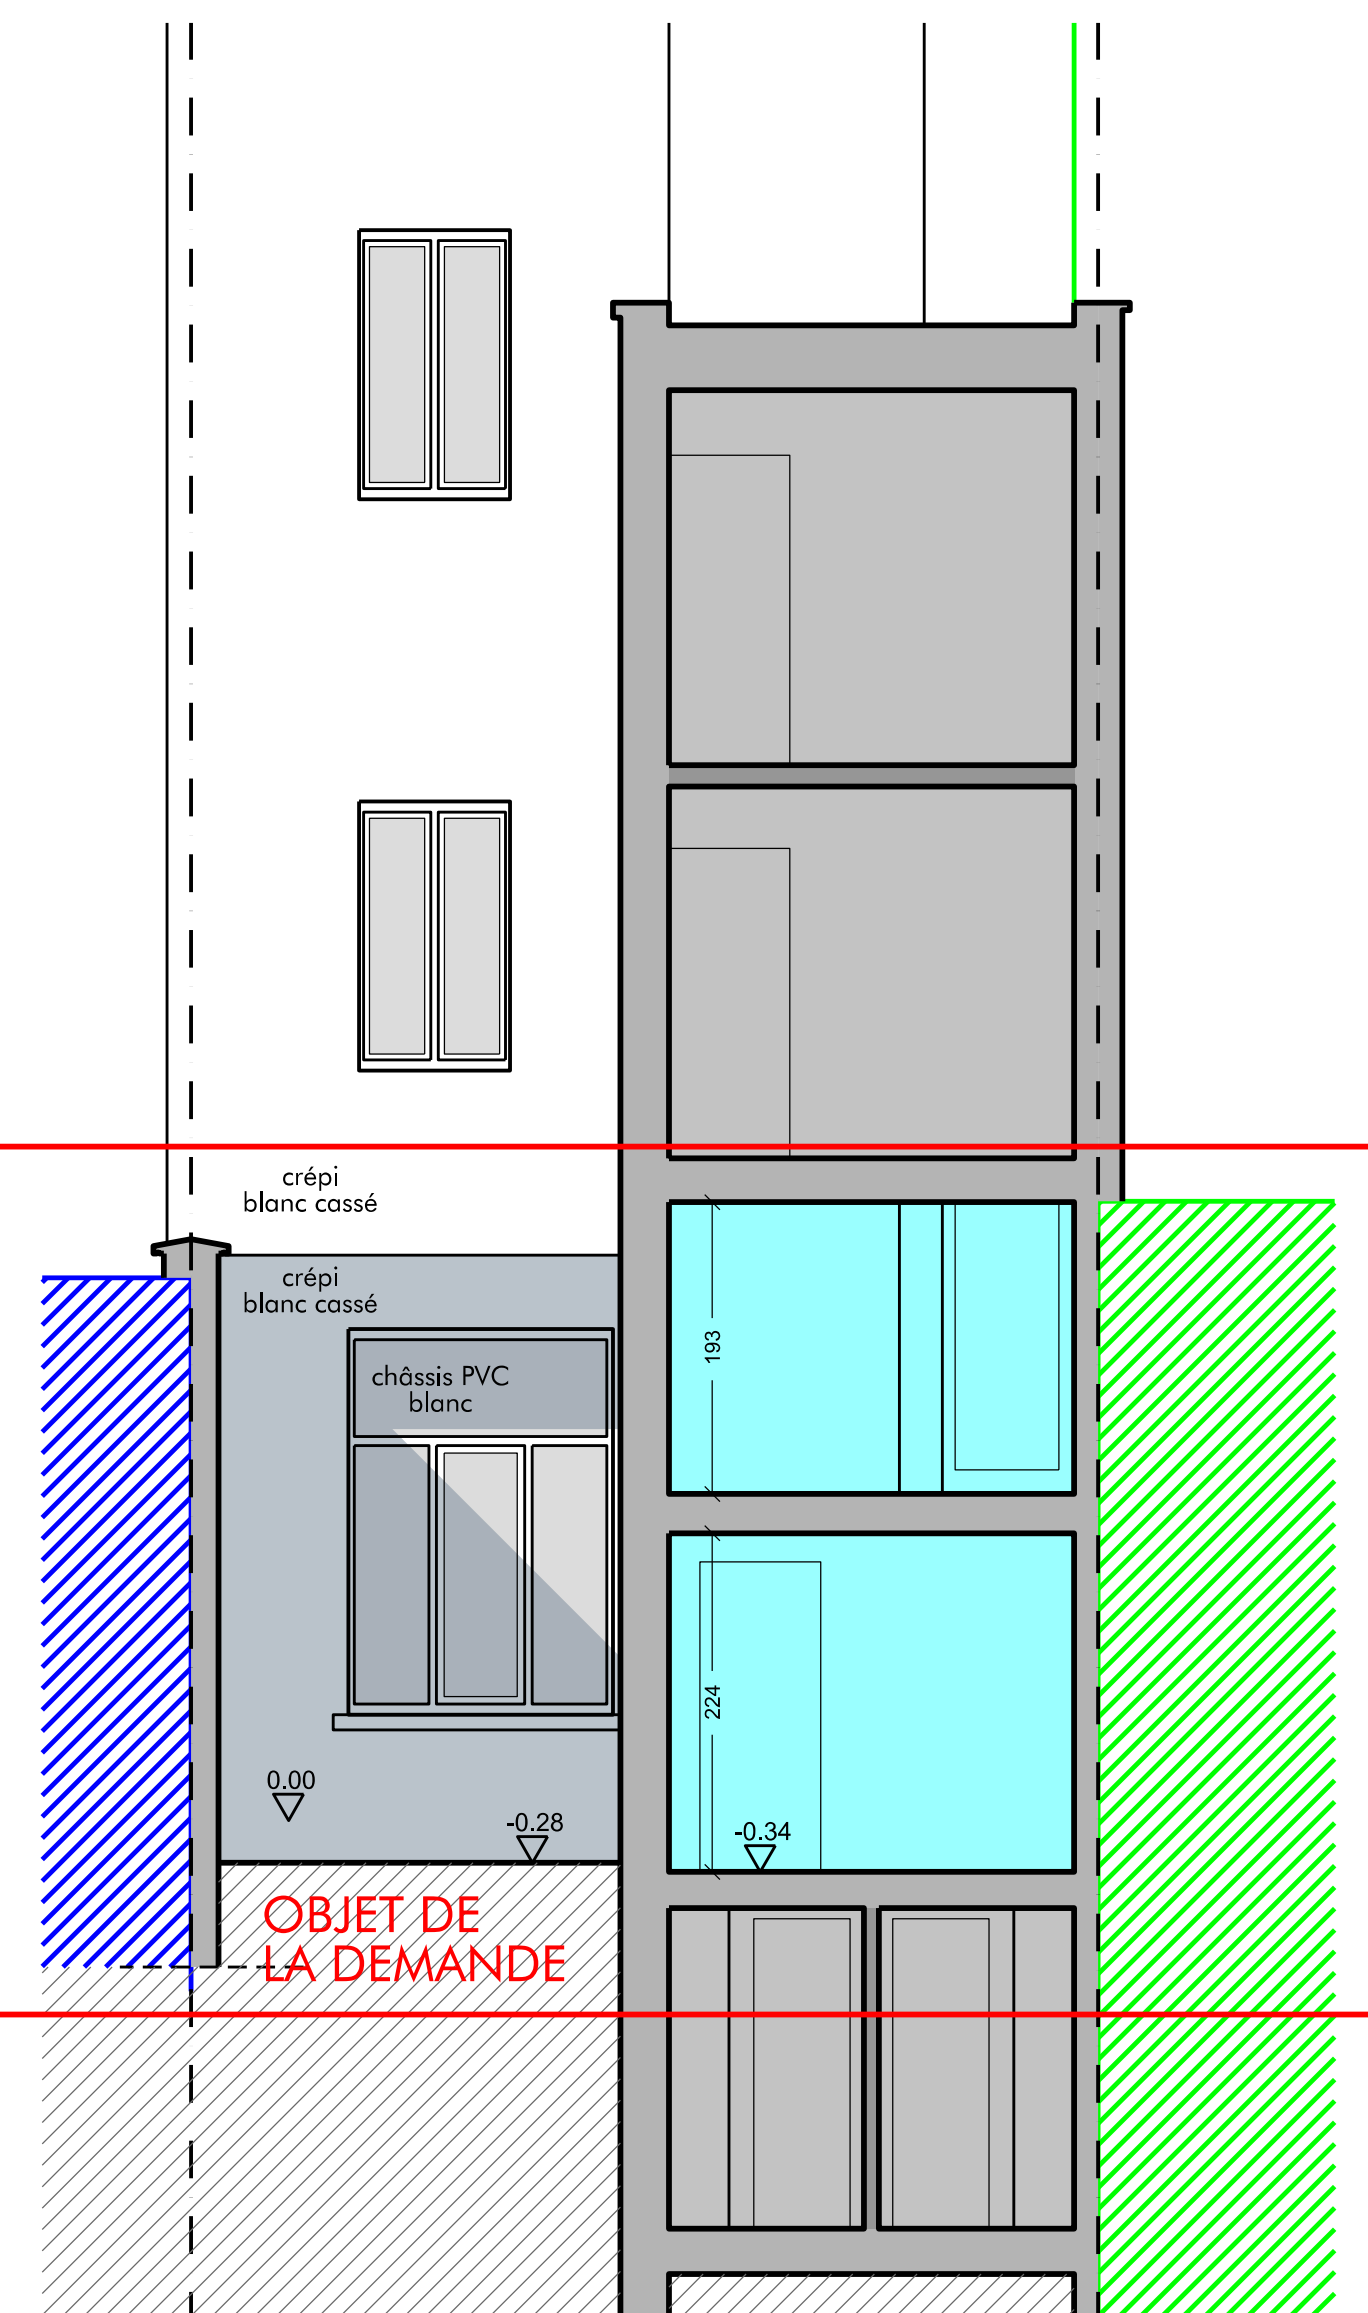 crépi
blanc cassé
crépi
blanc cassé
châssis PVC
blanc
193
224
0.00
-0.28
-0.34
OBJET DE
LA DEMANDE